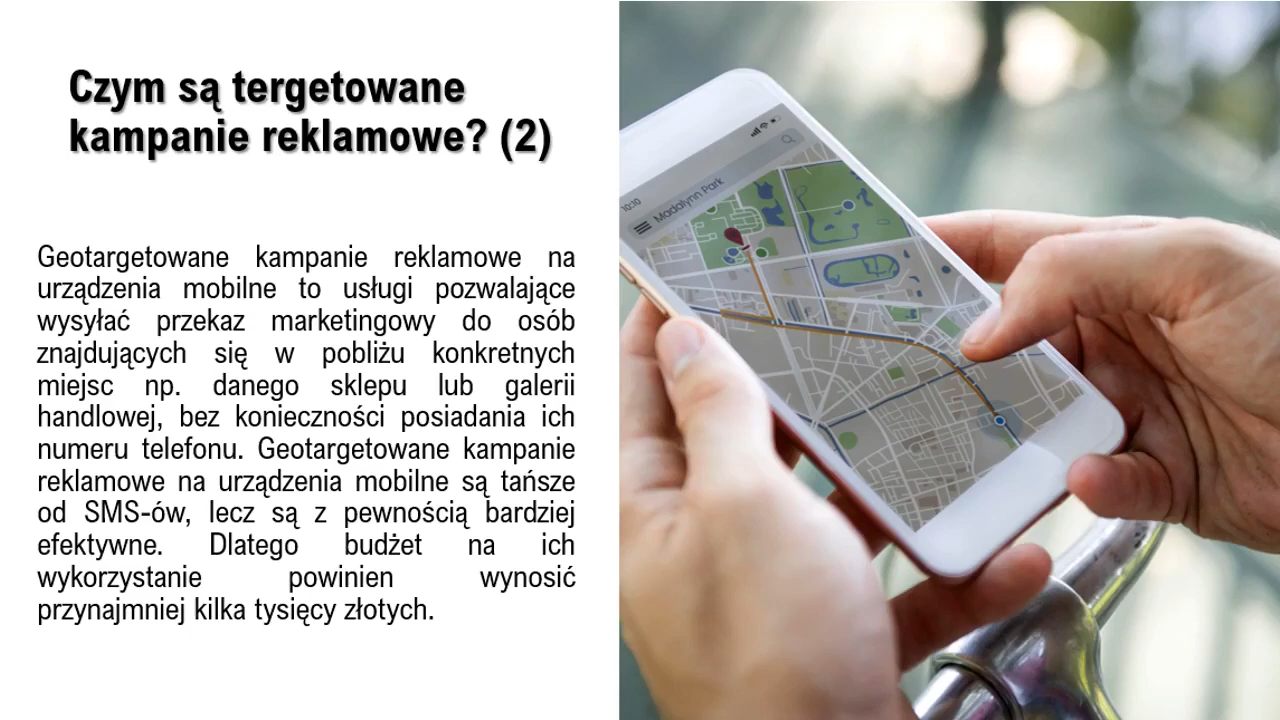 Czym są tergetowane
kampanie reklamowe? (2)
Geotargetowane kampanie reklamowe na
urządzenia mobilne to usługi pozwalające
wysyłać przekaz marketingowy do osób
znajdujących się w pobliżu konkretnych
miejsc np. danego sklepu lub galerii
handlowej, bez konieczności posiadania ich
numeru telefonu. Geotargetowane kampanie
reklamowe na urządzenia mobilne są tańsze
od SMS-ów, lecz są z pewnością bardziej
efektywne. Dlatego budżet na ich
wykorzystanie powinien wynosić
przynajmniej kilka tysięcy złotych.
10:10
Madalynn Park